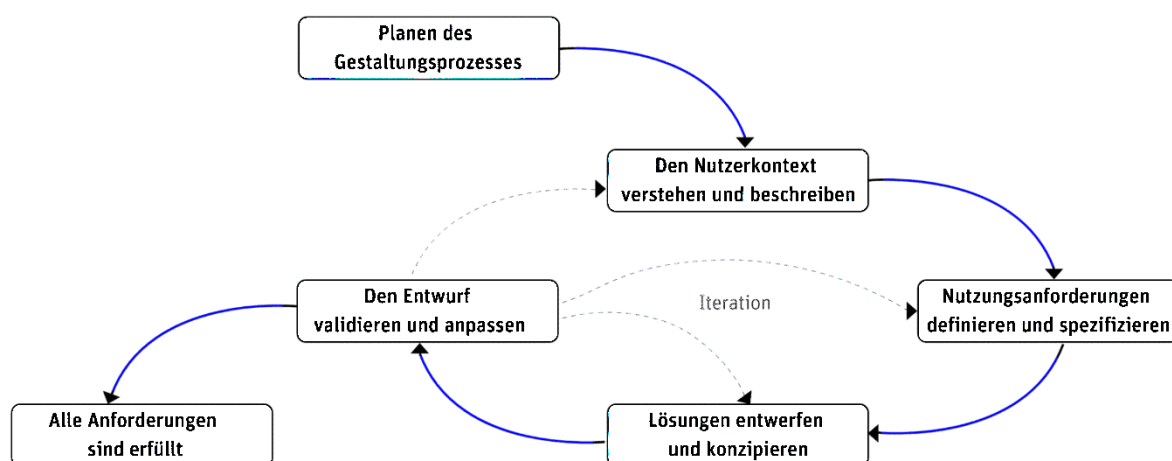 Planen des
Gestaltungsprozesses
Den Nutzerkontext
verstehen und beschreiben
Den Entwurf
validieren und anpassen
Iteration
Nutzungsanforderungen
definieren und spezifizieren
Alle Anforderungen
sind erfüllt
Lösungen entwerfen
und konzipieren